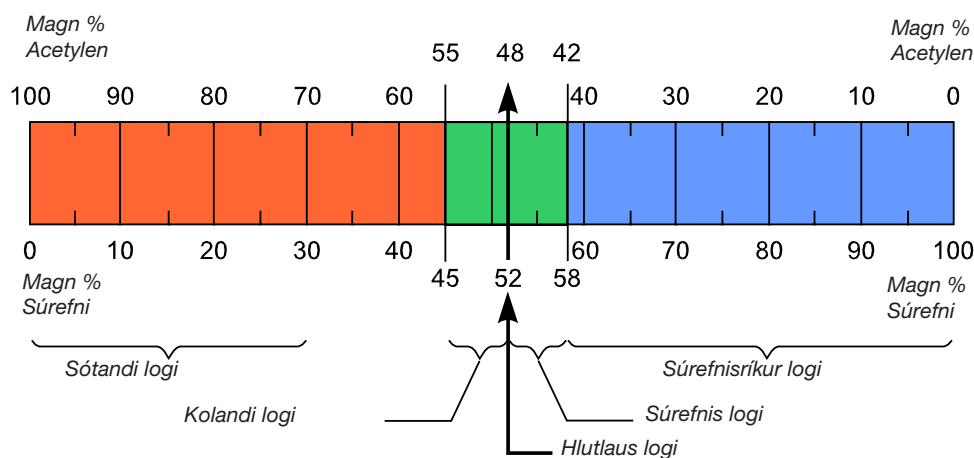 Magn %
Acetylen
Magn %
Acetylen
55 48 42
100 90 80 70 60 40 30 20 10 0
0 10 20 30 40 60 70 80 90 100
45 52 58
Magn %
Súrefni
Magn %
Súrefni
Sótandi logi
Súrefnisríkur logi
Kolandi logi
Súrefnis logi
Hlutlaus logi